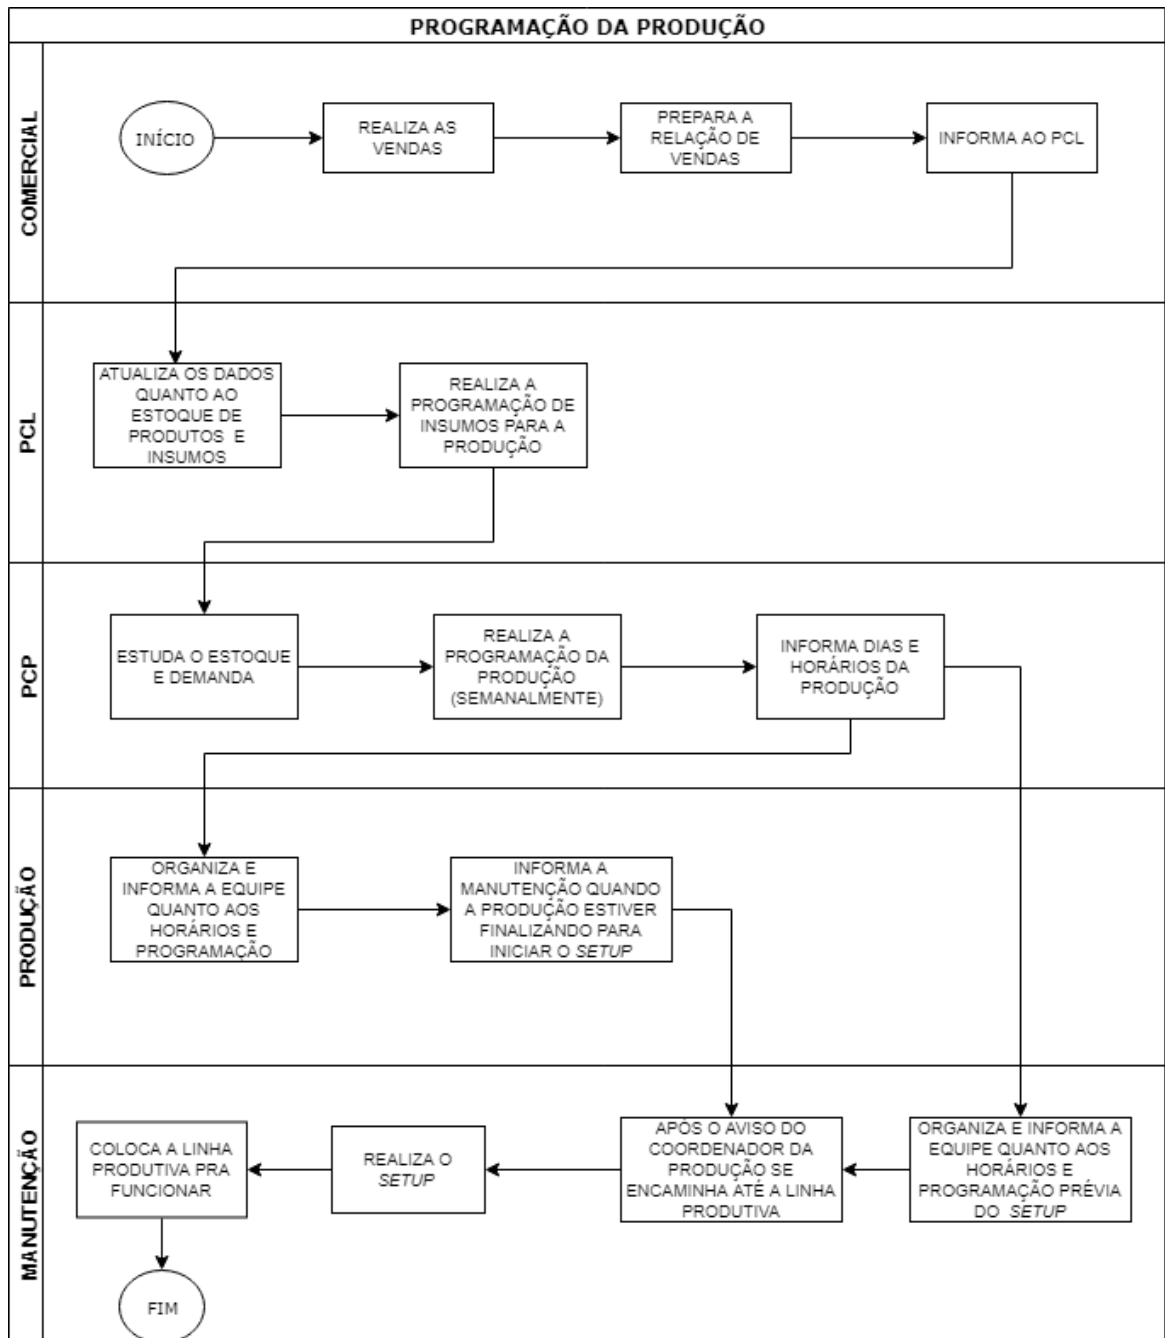 PROGRAMAÇÃO DA PRODUÇÃO
COMERCIAL
INÍCIO
REALIZA AS
VENDAS
PREPARA A
RELAÇÃO DE
VENDAS
INFORMA AO PCL
PCL
ATUALIZA OS DADOS
QUANTO AO
ESTOQUE DE
PRODUTOS E
INSUMOS
REALIZA A
PROGRAMAÇÃO DE
INSUMOS PARA A
PRODUÇÃO
PCP
ESTUDA O ESTOQUE
E DEMANDA
REALIZA A
PROGRAMAÇÃO DA
PRODUÇÃO
(SEMANALMENTE)
INFORMA DIAS E
HORÁRIOS DA
PRODUÇÃO
PRODUÇÃO
ORGANIZA E
INFORMA A EQUIPE
QUANTO AOS
HORÁRIOS E
PROGRAMAÇÃO
INFORMA A
MANUTENÇÃO QUANDO
A PRODUÇÃO ESTIVER
FINALIZANDO PARA
INICIAR O SETUP
MANUTENÇÃO
ORGANIZA E INFORMA A
EQUIPE QUANTO AOS
HORÁRIOS E
PROGRAMAÇÃO PRÉVIA
DO SETUP
APÓS O AVISO DO
COORDENADOR DA
PRODUÇÃO SE
ENCAMINHA ATÉ A LINHA
PRODUTIVA
REALIZA O
SETUP
COLOCA A LINHA
PRODUTIVA PRA
FUNCIONAR
FIM